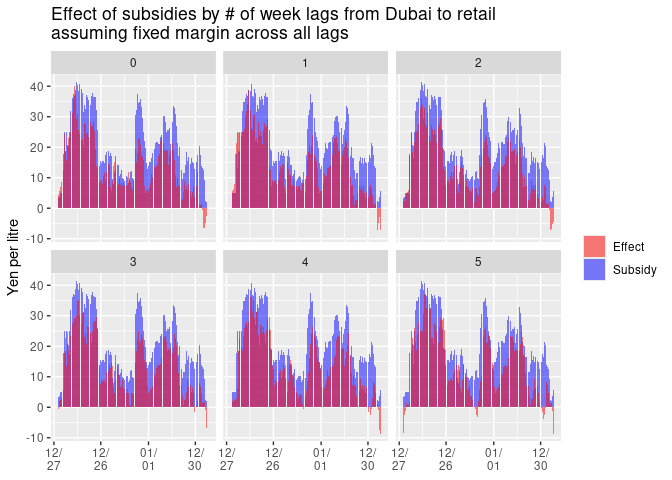 Effect of subsidies by # of week lags from Dubai to retail
assuming fixed margin across all lags
0 1 2
40
30
20
10
0
-10
Yen per litre
Effect
Subsidy
3 4 5
40
30
20
10
0
-10
12/ 12/ 01/ 12/ 12/ 12/ 01/ 12/ 12/ 12/ 01/ 12/
27 26 01 30 27 26 01 30 27 26 01 30